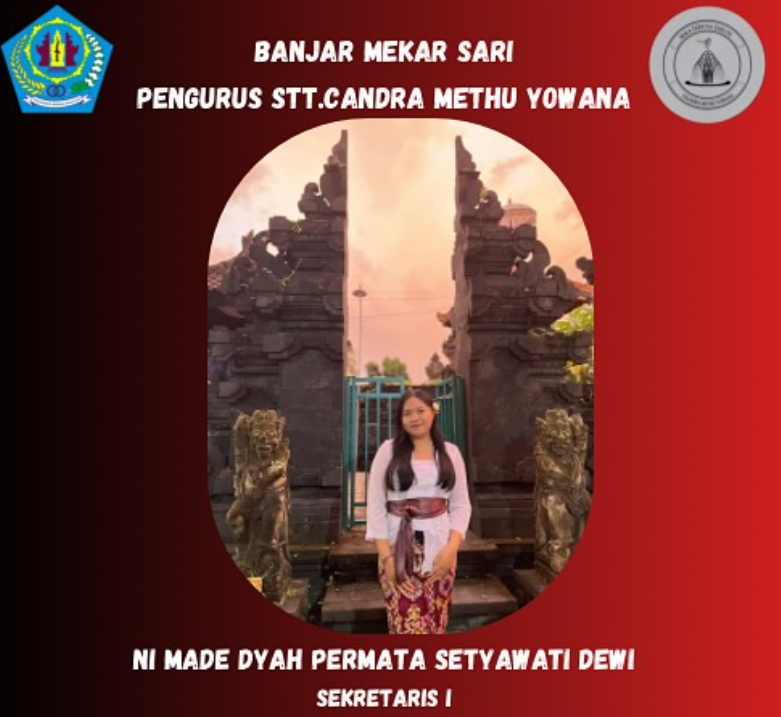 BANJAR MEKAR SARI
PENGURUS STT.CANDRA METHU YOWANA
NI MADE DYAH PERMATA SETYAWATI DEWI
SEKRETARIS I